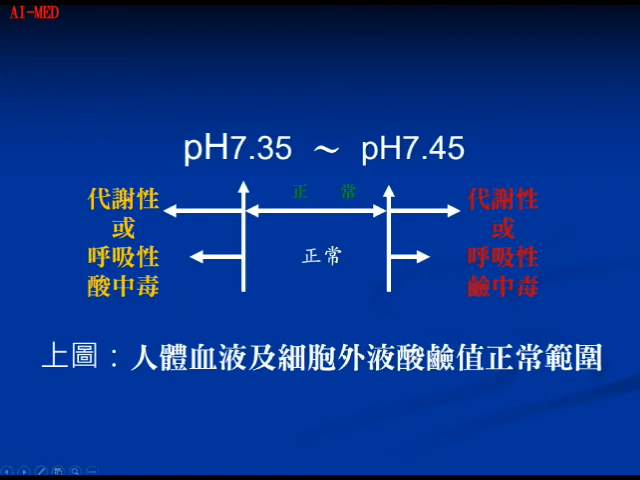 AI-MED
pH7.35 ～ pH7.45
正 常
代謝性
或
呼吸性
酸中毒
正常
代謝性
或
呼吸性
鹼中毒
上圖：人體血液及細胞外液酸鹼值正常範圍